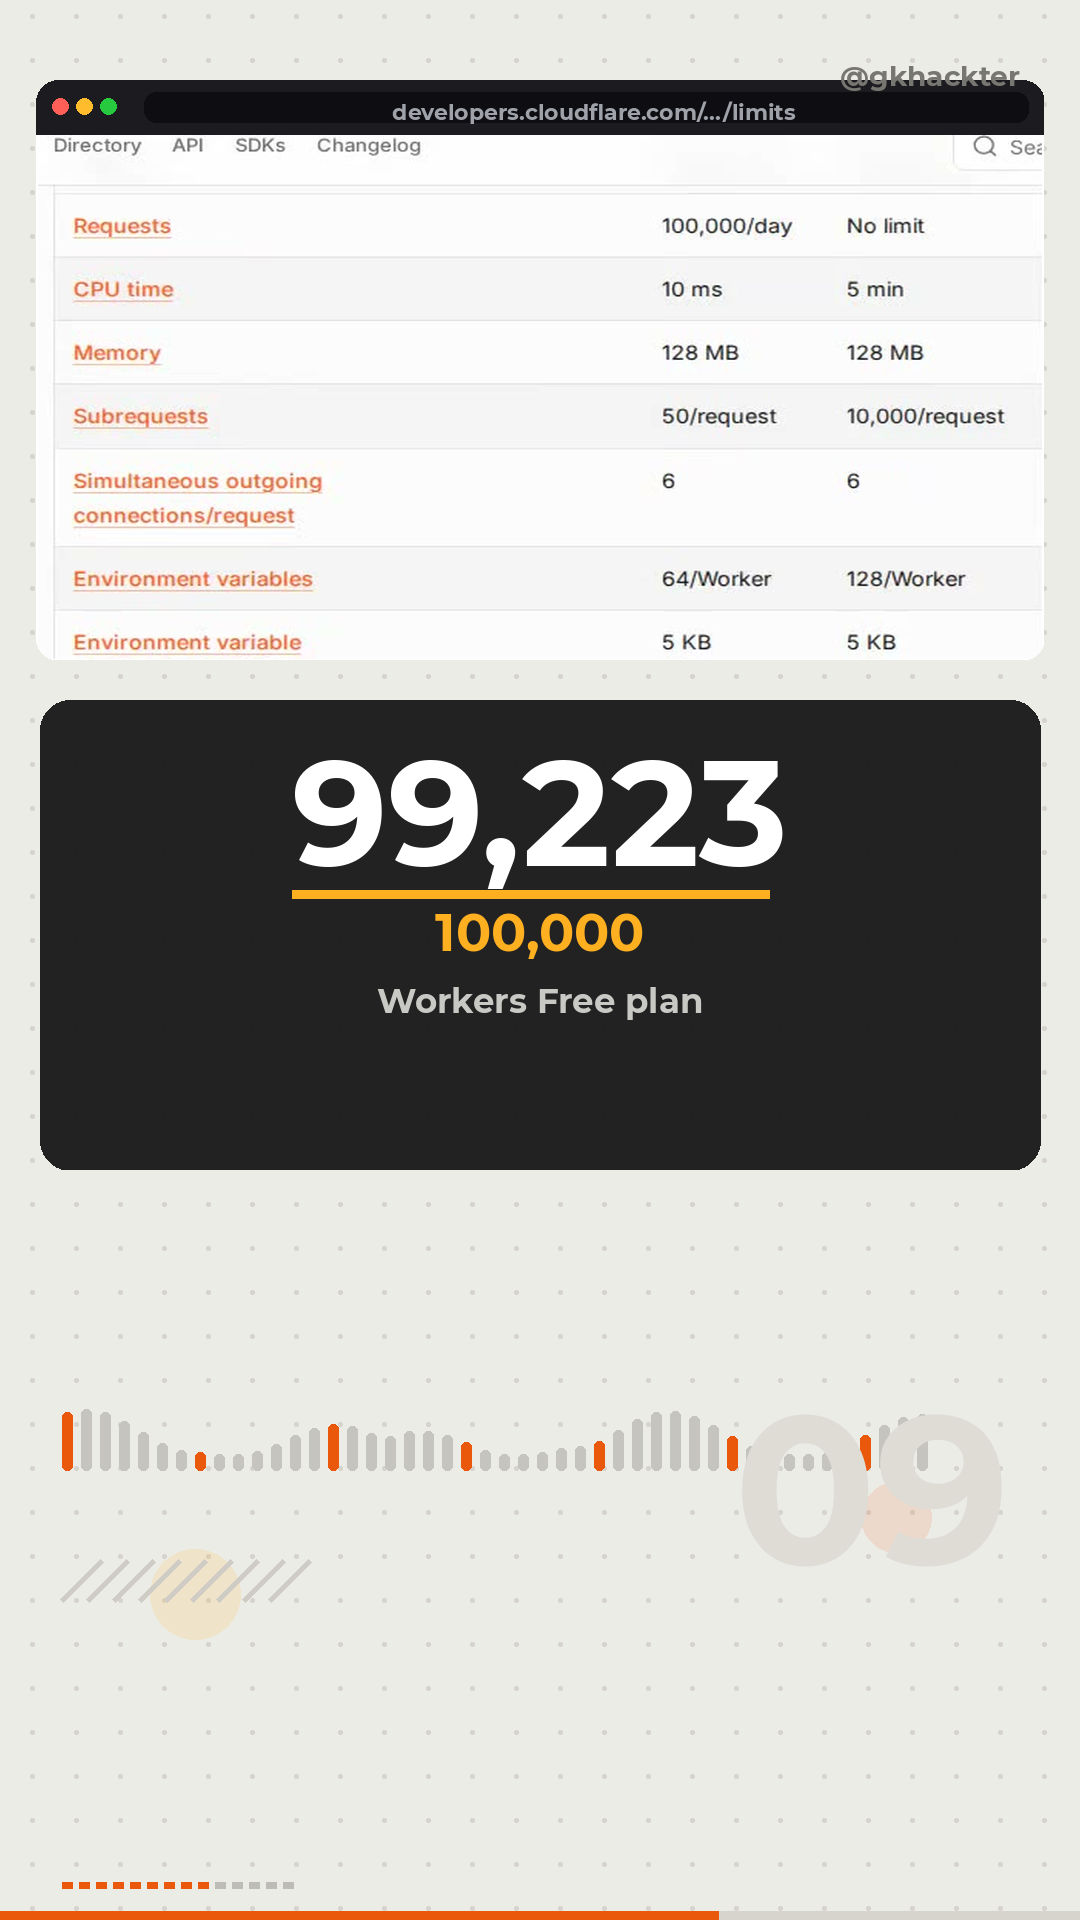 @gkhackter
developers.cloudflare.com/.../limits
Directory API SDKs Changelog
Requests 100,000/day No limit
CPU time 10 ms 5 min
Memory 128 MB 128 MB
Subrequests 50/request 10,000/request
Simultaneous outgoing 6 6
connections/request
Environment variables 64/Worker 128/Worker
Environment variable 5 KB 5 KB
99,223
100,000
Workers Free plan
09